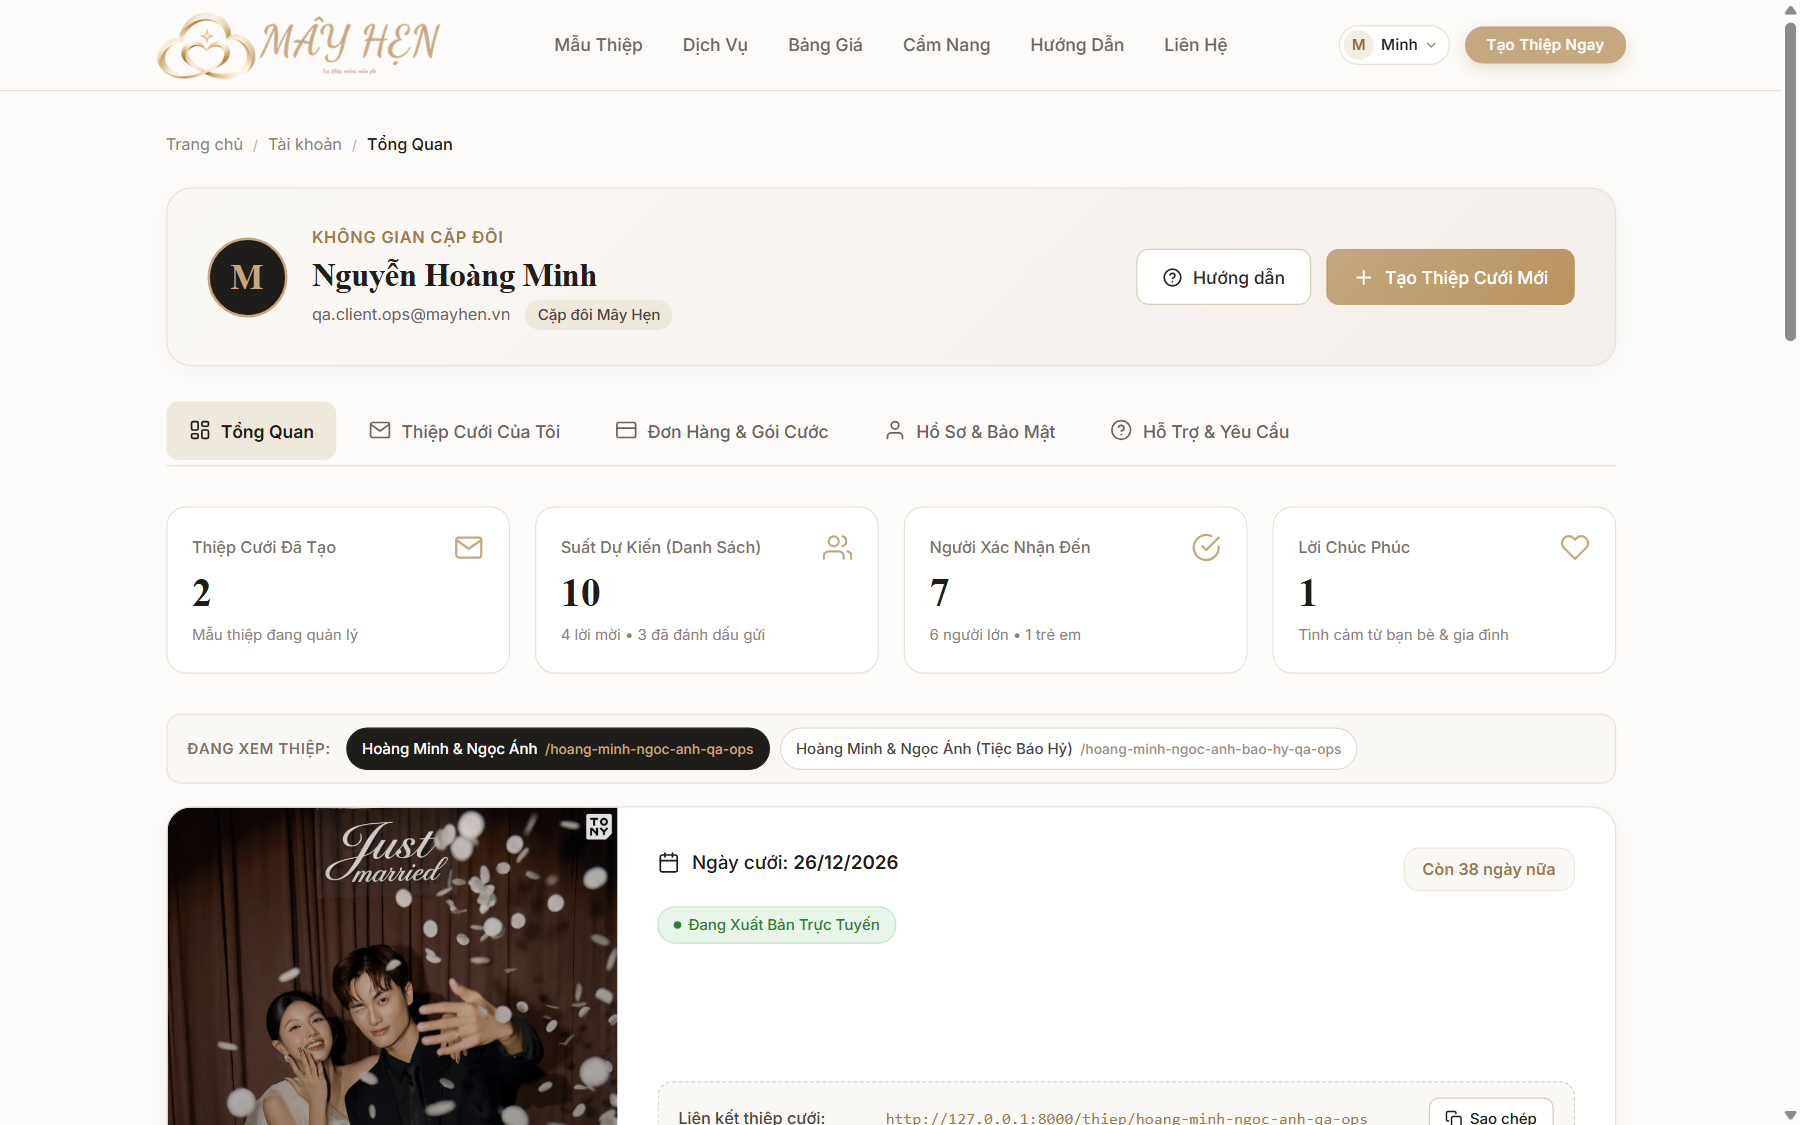 MÂY HẸN
Mẫu Thiệp
Dịch Vụ
Bảng Giá
Cẩm Nang
Hướng Dẫn
Liên Hệ
M Minh
Tạo Thiệp Ngay
Trang chủ / Tài khoản / Tổng Quan
M
KHÔNG GIAN CẶP ĐÔI
Nguyễn Hoàng Minh
qa.client.ops@mayhen.vn Cặp đôi Mây Hẹn
Hướng dẫn
Tạo Thiệp Cưới Mới
Tổng Quan
Thiệp Cưới Của Tôi
Đơn Hàng & Gói Cước
Hồ Sơ & Bảo Mật
Hỗ Trợ & Yêu Cầu
Thiệp Cưới Đã Tạo
2
Mẫu thiệp đang quản lý
Suất Dự Kiến (Danh Sách)
10
4 lời mời • 3 đã đánh dấu gửi
Người Xác Nhận Đến
7
6 người lớn • 1 trẻ em
Lời Chúc Phúc
1
Tình cảm từ bạn bè & gia đình
ĐANG XEM THIỆP:
Hoàng Minh & Ngọc Ánh /hoang-minh-ngoc-anh-qa-ops
Hoàng Minh & Ngọc Ánh (Tiệc Báo Hỷ) /hoang-minh-ngoc-anh-bao-hy-qa-ops
Just
married
TO
NY
Ngày cưới: 26/12/2026
Còn 38 ngày nữa
Đang Xuất Bản Trực Tuyến
Liên kết thiệp cưới:
http://127.0.0.1:8000/thiep/hoang-minh-ngoc-anh-qa-ops
Sao chép